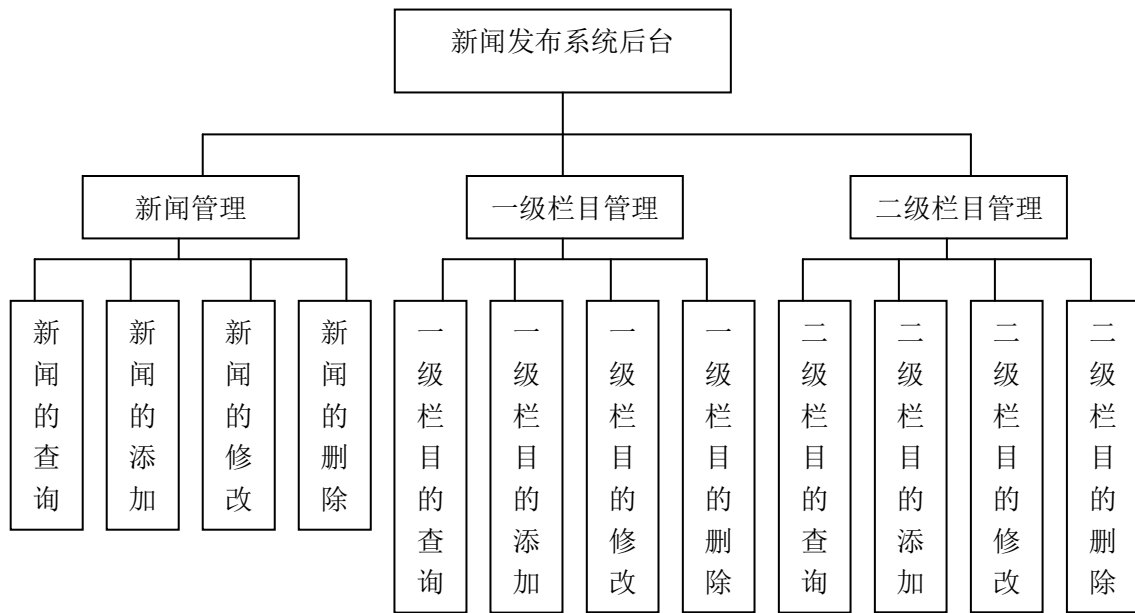 新闻发布系统后台
新闻管理
一级栏目管理
二级栏目管理
新闻的查询
新闻的添加
新闻的修改
新闻的删除
一级栏目的查询
一级栏目的添加
一级栏目的修改
一级栏目的删除
二级栏目的查询
二级栏目的添加
二级栏目的修改
二级栏目的删除